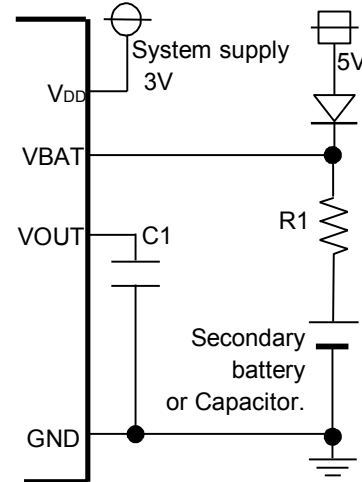 System supply
3V
5V
VDD
VBAT
VOUT
C1
R1
Secondary
battery
or Capacitor.
GND